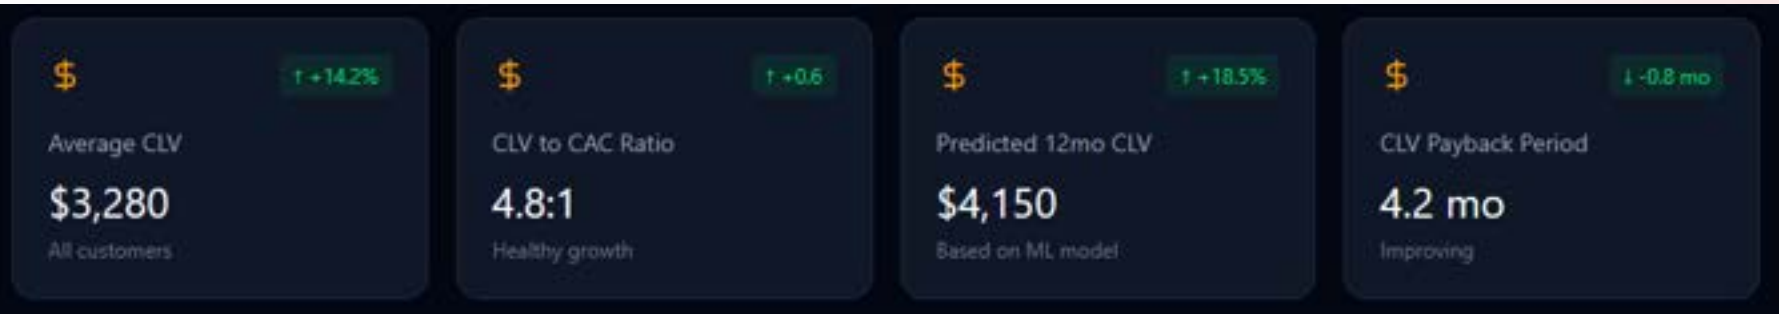 $
↑ +14.2%
Average CLV
$3,280
All customers
$
↑ +0.6
CLV to CAC Ratio
4.8:1
Healthy growth
$
↑ +18.5%
Predicted 12mo CLV
$4,150
Based on ML model
$
↓ -0.8 mo
CLV Payback Period
4.2 mo
Improving